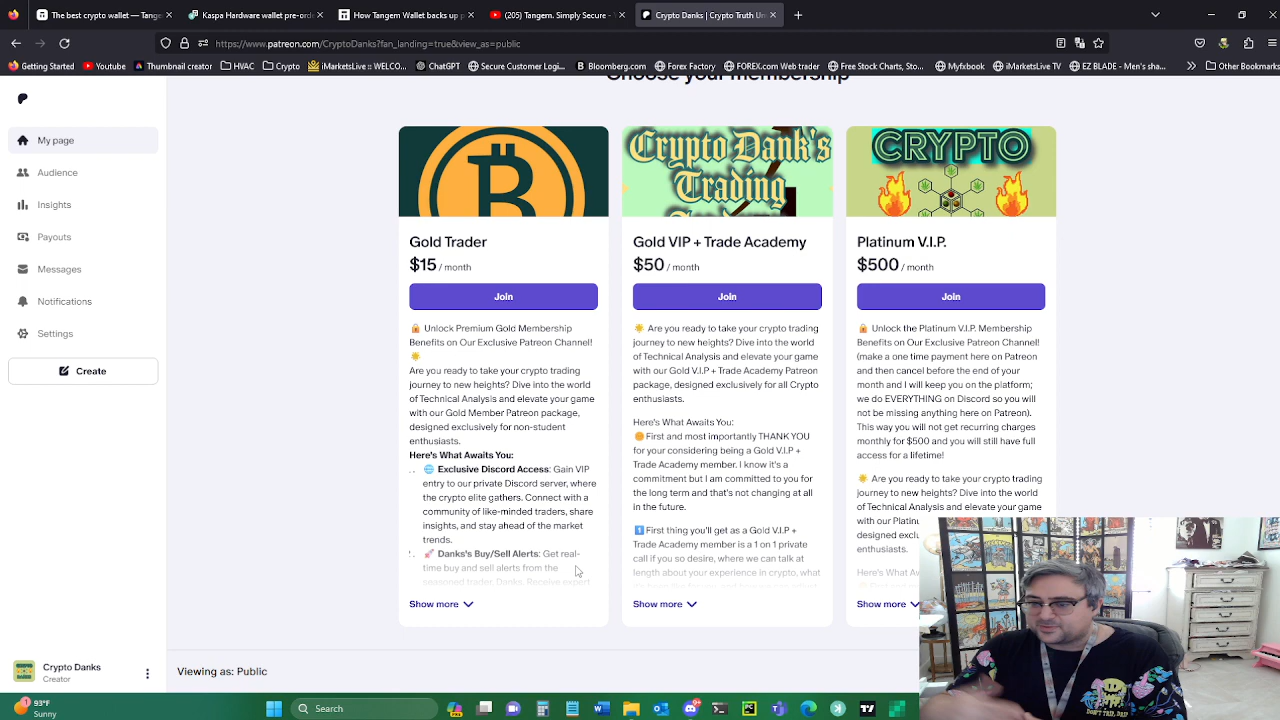 The most secure crypto wallet — Tange
Kaspa Hardware wallet pre-ord
How Tangem Wallet backs up p
(205) Tangem. Simply Secure - 
Crypto Danks | Crypto Truth Un
https://www.patreon.com/CryptoDanks?fan_landing=true&view_as=public
Getting Started
Youtube
Thumbnail creator
HVAC
Crypto
iMarketsLive :: WELCO...
ChatGPT
Secure Customer Logi...
Bloomberg.com
Forex Factory
FOREX.com Web trader
Free Stock Charts, Sto...
Myfxbook
iMarketsLive TV
EZ BLADE - Men's sha...
Other Bookmarks
Choose your membership
My page
Audience
Insights
Payouts
Messages
Notifications
Settings
Create
Crypto Danks
Creator
Gold Trader
$15 / month
Join
🔒 Unlock Premium Gold Membership
Benefits on Our Exclusive Patreon Channel!
🌟
Are you ready to take your crypto trading
journey to new heights? Dive into the world
of Technical Analysis and elevate your game
with our Gold Member Patreon package,
designed exclusively for non-student
enthusiasts.
Here's What Awaits You:
🌐 Exclusive Discord Access: Gain VIP
entry to our private Discord server, where
the crypto elite gathers. Connect with a
community of like-minded traders, share
insights, and stay ahead of the market
trends.
🚀 Danks's Buy/Sell Alerts: Get real-
time buy and sell alerts from the
seasoned trader, Danks. Receive expert
Show more
Crypto Dank's
Trading
Gold VIP + Trade Academy
$50 / month
Join
🌟 Are you ready to take your crypto trading
journey to new heights? Dive into the world
of Technical Analysis and elevate your game
with our Gold V.I.P + Trade Academy Patreon
package, designed exclusively for all Crypto
enthusiasts.
Here's What Awaits You:
First and most importantly THANK YOU
for your considering being a Gold V.I.P +
Trade Academy member. I know it's a
commitment but I am committed to you for
the long term and that's not changing at all
in the future.
1️⃣First thing you'll get as a Gold V.I.P +
Trade Academy member is a 1 on 1 private
call if you so desire, where we can talk at
length about your experience in crypto, what
Show more
CRYPTO
Platinum V.I.P.
$500 / month
Join
🔒 Unlock the Platinum V.I.P. Membership
Benefits on Our Exclusive Patreon Channel!
(make a one time payment here on Patreon
and then cancel before the end of your
month and I will keep you on the platform;
we do EVERYTHING on Discord so you will
not be missing anything here on Patreon).
This way you will not get recurring charges
monthly for $500 and you will still have full
access for a lifetime!
🌟 Are you ready to take your crypto trading
journey to new heights? Dive into the world
of Technical Analysis and elevate your game
with our Platinu
designed exclu
enthusiasts.
Here's What Aw
Show more
Viewing as: Public
DON'T TRIP, DAD
93°F
Sunny
Search